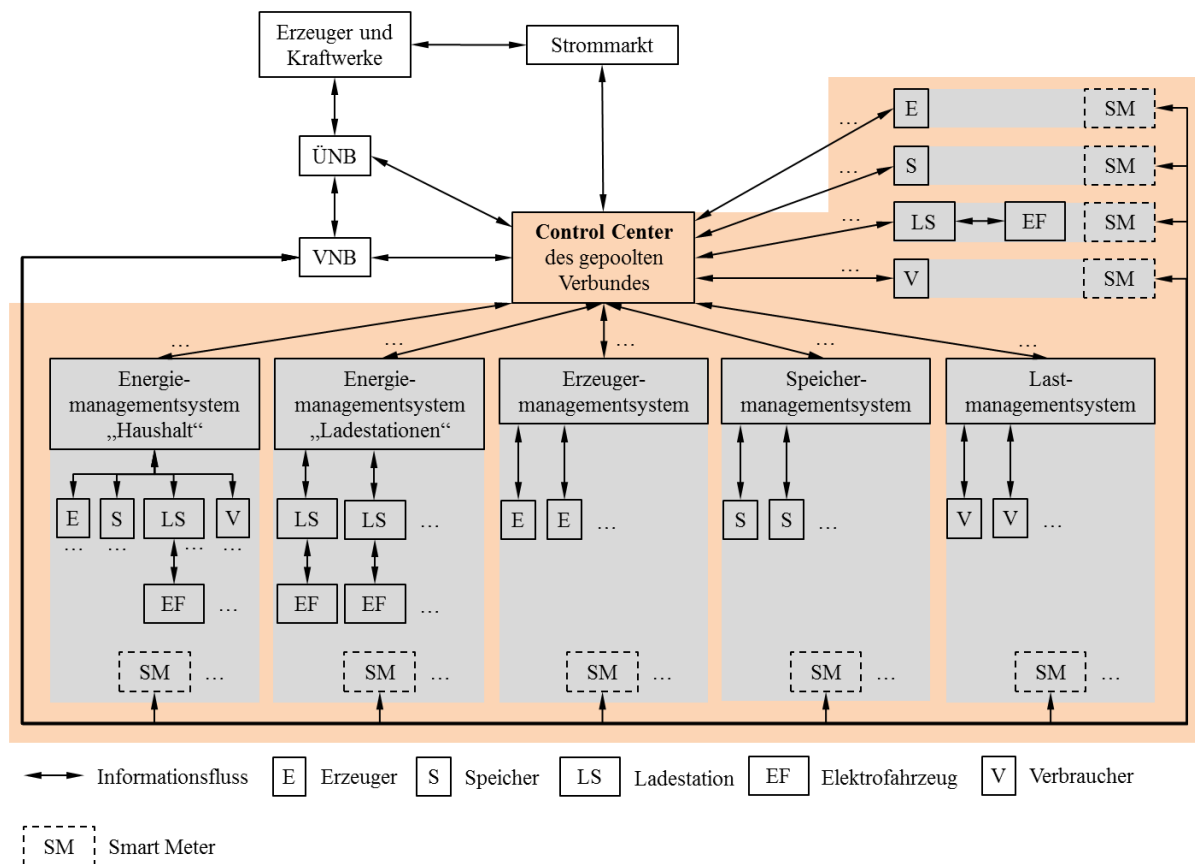 Erzeuger und
Kraftwerke
Strommarkt
ÜNB
VNB
Control Center
des gepoolten
Verbundes
... E SM
... S SM
... LS EF SM
... V SM
... ... ... ... ...
Energie-
managementsystem
„Haushalt“
Energie-
managementsystem
„Ladestationen“
Erzeuger-
managementsystem
Speicher-
managementsystem
Last-
managementsystem
E S LS V
... ... ... ...
EF ...
SM ...
LS LS ...
EF EF ...
SM ...
E E ...
SM ...
S S ...
SM ...
V V ...
SM ...
Informationsfluss E Erzeuger S Speicher LS Ladestation EF Elektrofahrzeug V Verbraucher
SM Smart Meter